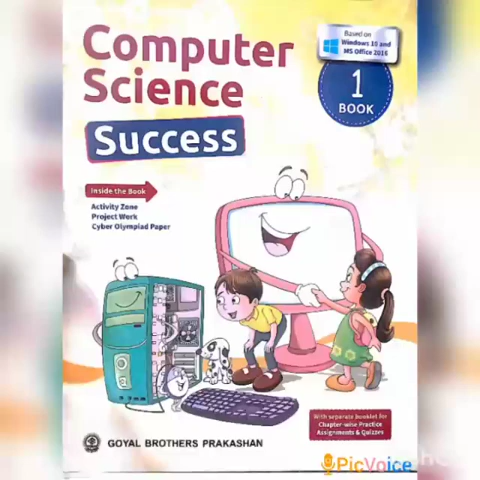 Computer
Science
Success
Based on
Windows 10 and
MS Office 2016
1
BOOK
Inside the Book
Activity Zone
Project Work
Cyber Olympiad Paper
With separate booklet for
Chapter-wise Practice
Assignments & Quizzes
GOYAL BROTHERS PRAKASHAN
PicVoice